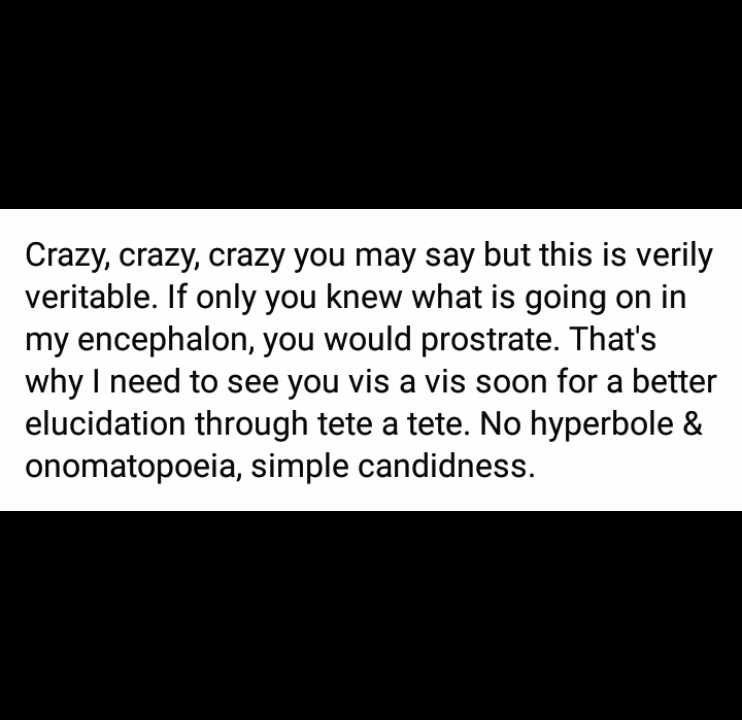 Crazy, crazy, crazy you may say but this is verily
veritable. If only you knew what is going on in
my encephalon, you would prostrate. That's
why I need to see you vis a vis soon for a better
elucidation through tete a tete. No hyperbole &
onomatopoeia, simple candidness.